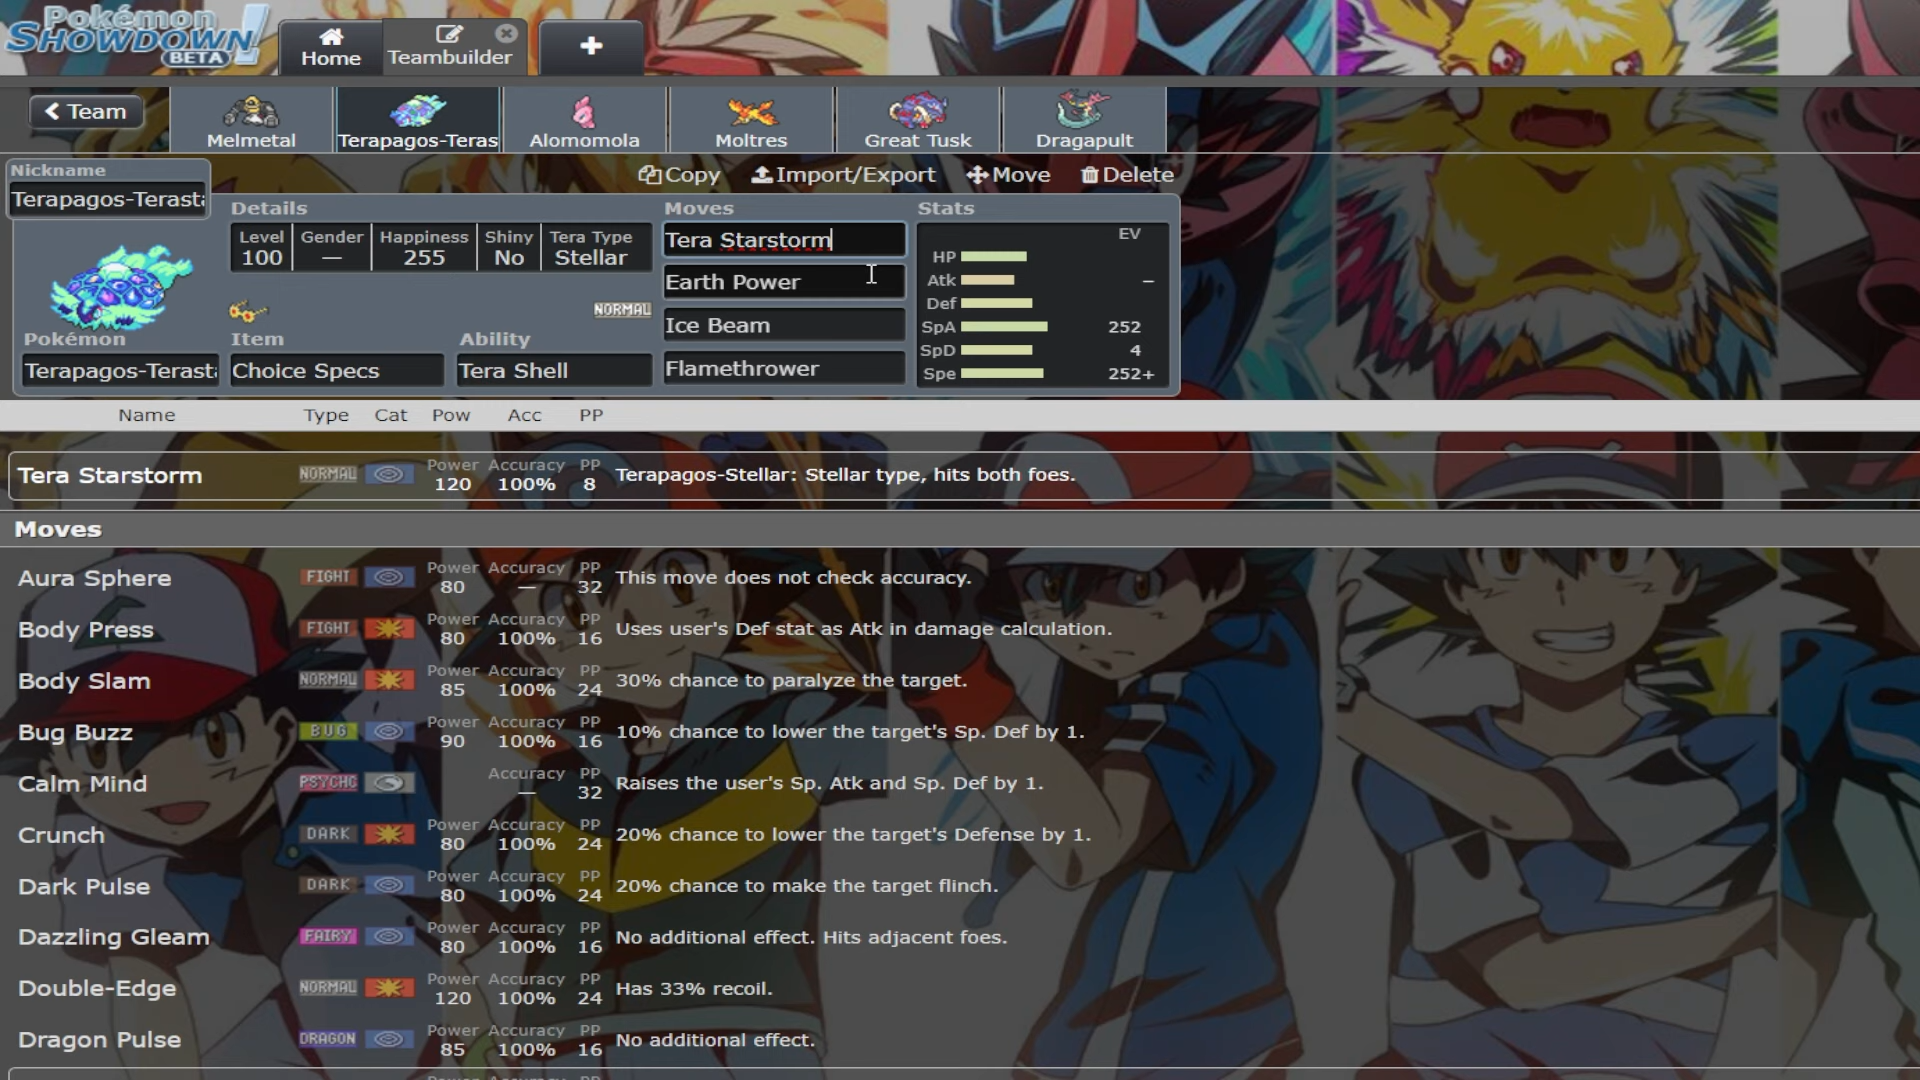 Pokémon
SHOWDOWN!
BETA
Home
Teambuilder
Team
Melmetal
Terapagos-Teras
Alomomola
Moltres
Great Tusk
Dragapult
Nickname
Terapagos-Terasta
Copy
Import/Export
Move
Delete
Details
Level
100
Gender
—
Happiness
255
Shiny
No
Tera Type
Stellar
NORMAL
Pokémon
Terapagos-Terasta
Item
Choice Specs
Ability
Tera Shell
Moves
Tera Starstorm
Earth Power
Ice Beam
Flamethrower
Stats
EV
HP
Atk –
Def
SpA 252
SpD 4
Spe 252+
Name Type Cat Pow Acc PP
Tera Starstorm NORMAL Power 120 Accuracy 100% PP 8 Terapagos-Stellar: Stellar type, hits both foes.
Moves
Aura Sphere FIGHT Power 80 Accuracy — PP 32 This move does not check accuracy.
Body Press FIGHT Power 80 Accuracy 100% PP 16 Uses user's Def stat as Atk in damage calculation.
Body Slam NORMAL Power 85 Accuracy 100% PP 24 30% chance to paralyze the target.
Bug Buzz BUG Power 90 Accuracy 100% PP 16 10% chance to lower the target's Sp. Def by 1.
Calm Mind PSYCHC Accuracy — PP 32 Raises the user's Sp. Atk and Sp. Def by 1.
Crunch DARK Power 80 Accuracy 100% PP 24 20% chance to lower the target's Defense by 1.
Dark Pulse DARK Power 80 Accuracy 100% PP 24 20% chance to make the target flinch.
Dazzling Gleam FAIRY Power 80 Accuracy 100% PP 16 No additional effect. Hits adjacent foes.
Double-Edge NORMAL Power 120 Accuracy 100% PP 24 Has 33% recoil.
Dragon Pulse DRAGON Power 85 Accuracy 100% PP 16 No additional effect.